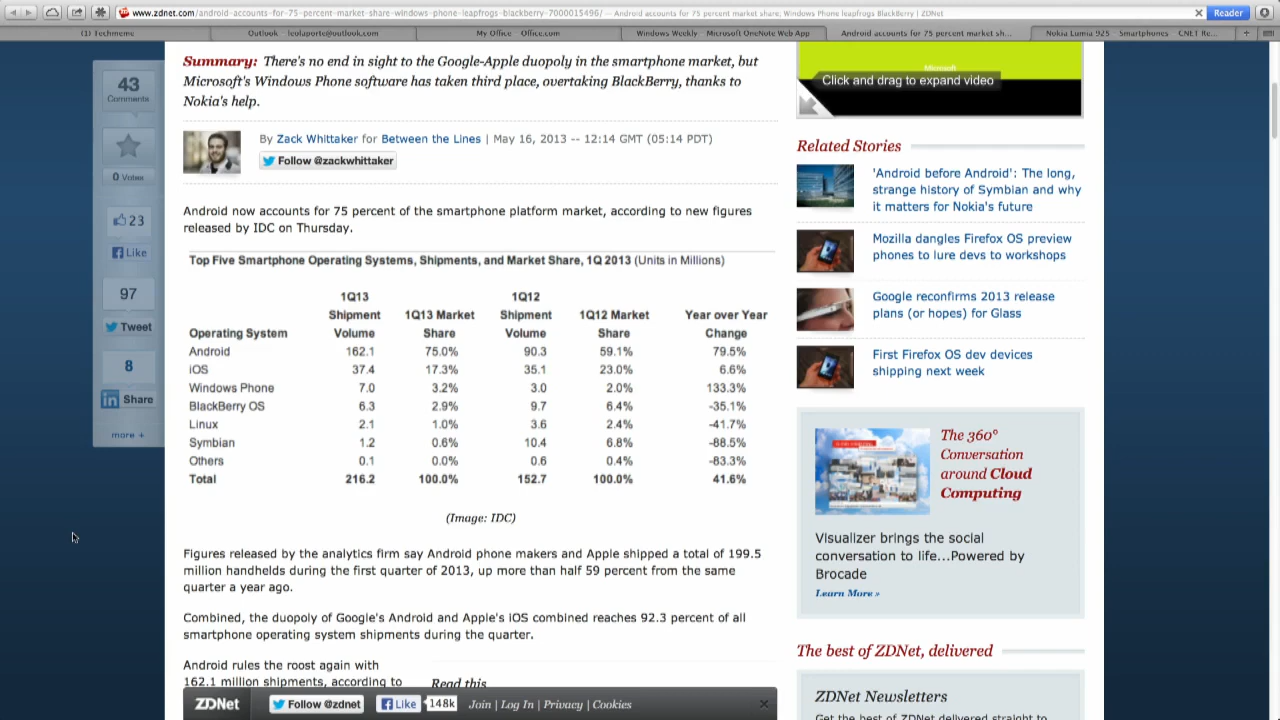 www.zdnet.com/android-accounts-for-75-percent-market-share-windows-phone-leapfrogs-blackberry-7000015496/ — Android accounts for 75 percent market share; Windows Phone leapfrogs BlackBerry | ZDNet
Reader
(1) Techmeme
Outlook - leolaporte@outlook.com
My Office - Office.com
Windows Weekly - Microsoft OneNote Web App
Android accounts for 75 percent market sh...
Nokia Lumia 925 - Smartphones - CNET Re...
43
Comments
0 Votes
23
Like
97
Tweet
8
Share
more +
Summary: There's no end in sight to the Google-Apple duopoly in the smartphone market, but
Microsoft's Windows Phone software has taken third place, overtaking BlackBerry, thanks to
Nokia's help.
By Zack Whittaker for Between the Lines | May 16, 2013 -- 12:14 GMT (05:14 PDT)
Follow @zackwhittaker
Android now accounts for 75 percent of the smartphone platform market, according to new figures
released by IDC on Thursday.
Top Five Smartphone Operating Systems, Shipments, and Market Share, 1Q 2013 (Units in Millions)
1Q13 1Q12
Shipment 1Q13 Market Shipment 1Q12 Market Year over Year
Operating System Volume Share Volume Share Change
Android 162.1 75.0% 90.3 59.1% 79.5%
iOS 37.4 17.3% 35.1 23.0% 6.6%
Windows Phone 7.0 3.2% 3.0 2.0% 133.3%
BlackBerry OS 6.3 2.9% 9.7 6.4% -35.1%
Linux 2.1 1.0% 3.6 2.4% -41.7%
Symbian 1.2 0.6% 10.4 6.8% -88.5%
Others 0.1 0.0% 0.6 0.4% -83.3%
Total 216.2 100.0% 152.7 100.0% 41.6%
(Image: IDC)
Figures released by the analytics firm say Android phone makers and Apple shipped a total of 199.5
million handhelds during the first quarter of 2013, up more than half 59 percent from the same
quarter a year ago.
Combined, the duopoly of Google's Android and Apple's iOS combined reaches 92.3 percent of all
smartphone operating system shipments during the quarter.
Android rules the roost again with
162.1 million shipments, according to
Read this
Microsoft
Click and drag to expand video
Related Stories
'Android before Android': The long,
strange history of Symbian and why
it matters for Nokia's future
Mozilla dangles Firefox OS preview
phones to lure devs to workshops
Google reconfirms 2013 release
plans (or hopes) for Glass
First Firefox OS dev devices
shipping next week
The 360°
Conversation
around Cloud
Computing
Visualizer brings the social
conversation to life...Powered by
Brocade
Learn More »
The best of ZDNet, delivered
ZDNet Newsletters
Get the best of ZDNet delivered straight to
ZDNet
Follow @zdnet
Like
148k
Join | Log In | Privacy | Cookies